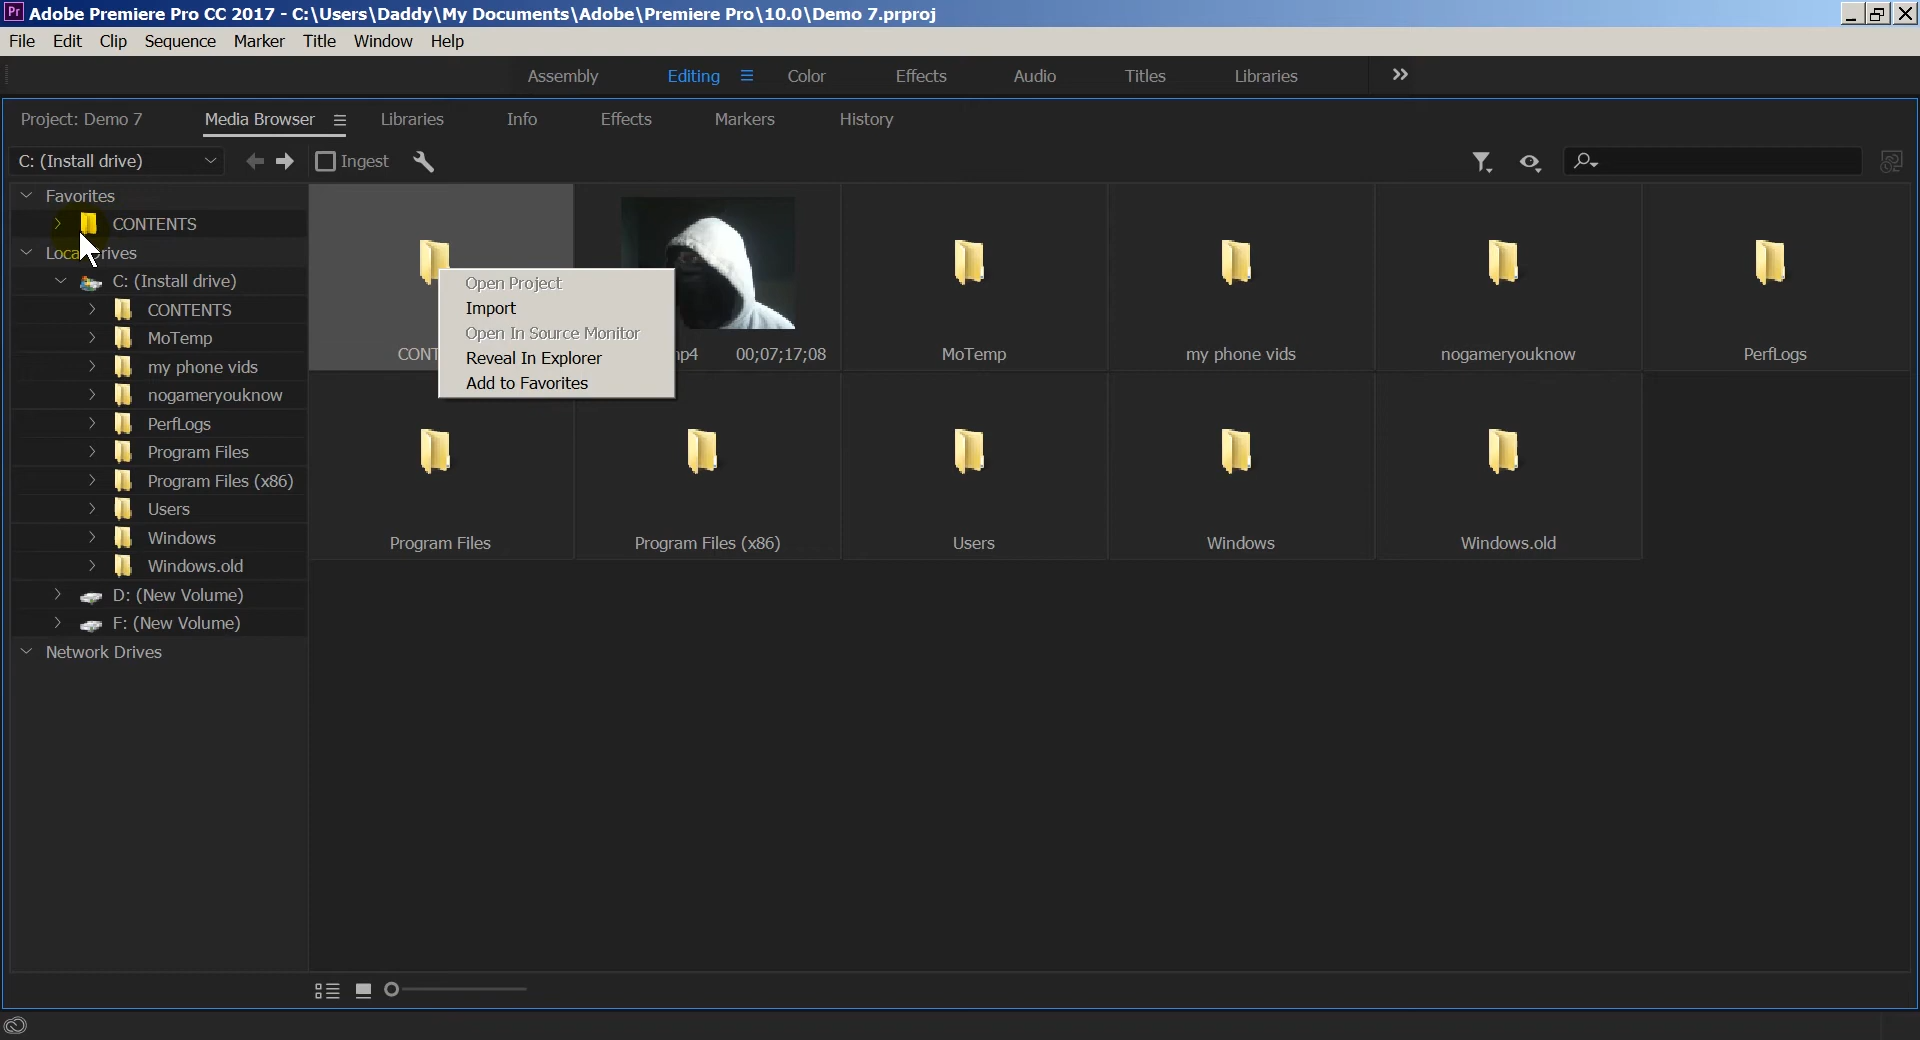 Pr Adobe Premiere Pro CC 2017 - C:\Users\Daddy\My Documents\Adobe\Premiere Pro\10.0\Demo 7.prproj
File Edit Clip Sequence Marker Title Window Help
Assembly Editing Color Effects Audio Titles Libraries
Project: Demo 7 Media Browser Libraries Info Effects Markers History
C: (Install drive) Ingest
Favorites
CONTENTS
Local Drives
C: (Install drive)
CONTENTS
MoTemp
my phone vids
nogameryouknow
PerfLogs
Program Files
Program Files (x86)
Users
Windows
Windows.old
D: (New Volume)
F: (New Volume)
Network Drives
Open Project
Import
Open In Source Monitor
Reveal In Explorer
Add to Favorites
CONT mp4 00;07;17;08 MoTemp my phone vids nogameryouknow PerfLogs
Program Files Program Files (x86) Users Windows Windows.old